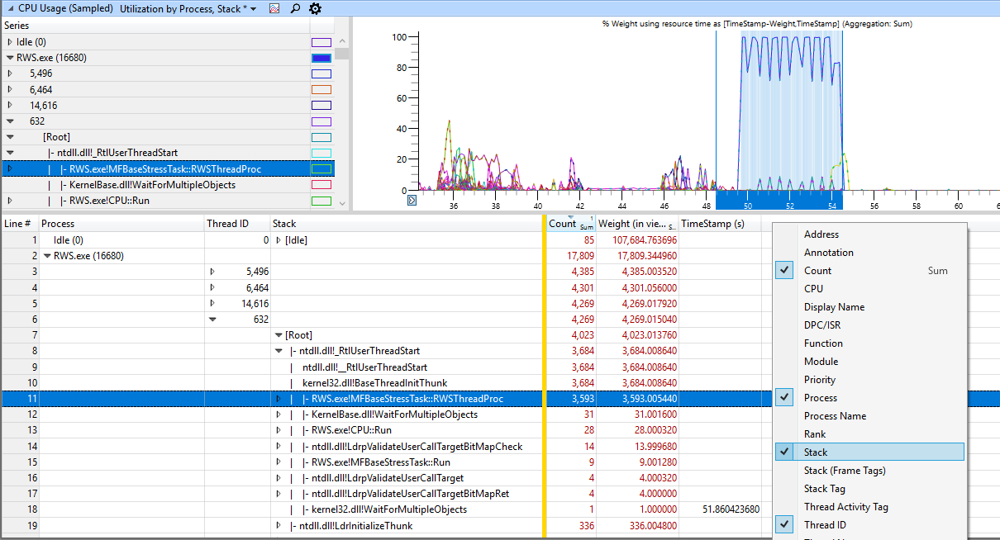 CPU Usage (Sampled) Utilization by Process, Stack *
Series
Idle (0)
RWS.exe (16680)
5,496
6,464
14,616
632
[Root]
|- ntdll.dll!_RtlUserThreadStart
| |- RWS.exe!MFBaseStressTask::RWSThreadProc
| |- KernelBase.dll!WaitForMultipleObjects
| |- RWS.exe!CPU::Run
% Weight using resource time as [TimeStamp-Weight,TimeStamp] (Aggregation: Sum)
100
80
60
40
20
0
36 38 40 42 44 46 48 50 52 54 56 58 60 62
Line # Process Thread ID Stack Count 1 Sum Weight (in vie... S... TimeStamp (s)
1 Idle (0) 0 [Idle] 85 107,684.763696
2 RWS.exe (16680) 17,809 17,809.344960
3 5,496 4,385 4,385.003520
4 6,464 4,301 4,301.056000
5 14,616 4,269 4,269.017920
6 632 4,269 4,269.015040
7 [Root] 4,023 4,023.013760
8 |- ntdll.dll!_RtlUserThreadStart 3,684 3,684.008640
9 | ntdll.dll!__RtlUserThreadStart 3,684 3,684.008640
10 | kernel32.dll!BaseThreadInitThunk 3,684 3,684.008640
11 | |- RWS.exe!MFBaseStressTask::RWSThreadProc 3,593 3,593.005440
12 | |- KernelBase.dll!WaitForMultipleObjects 31 31.001600
13 | |- RWS.exe!CPU::Run 28 28.000320
14 | |- ntdll.dll!LdrpValidateUserCallTargetBitMapCheck 14 13.999680
15 | |- RWS.exe!MFBaseStressTask::Run 9 9.001280
16 | |- ntdll.dll!LdrpValidateUserCallTarget 4 4.000320
17 | |- ntdll.dll!LdrpValidateUserCallTargetBitMapRet 4 4.000000
18 | |- kernel32.dll!WaitForMultipleObjects 1 1.000000 51.860423680
19 |- ntdll.dll!LdrInitializeThunk 336 336.004800
Address
Annotation
Count Sum
CPU
Display Name
DPC/ISR
Function
Module
Priority
Process
Process Name
Rank
Stack
Stack (Frame Tags)
Stack Tag
Thread Activity Tag
Thread ID